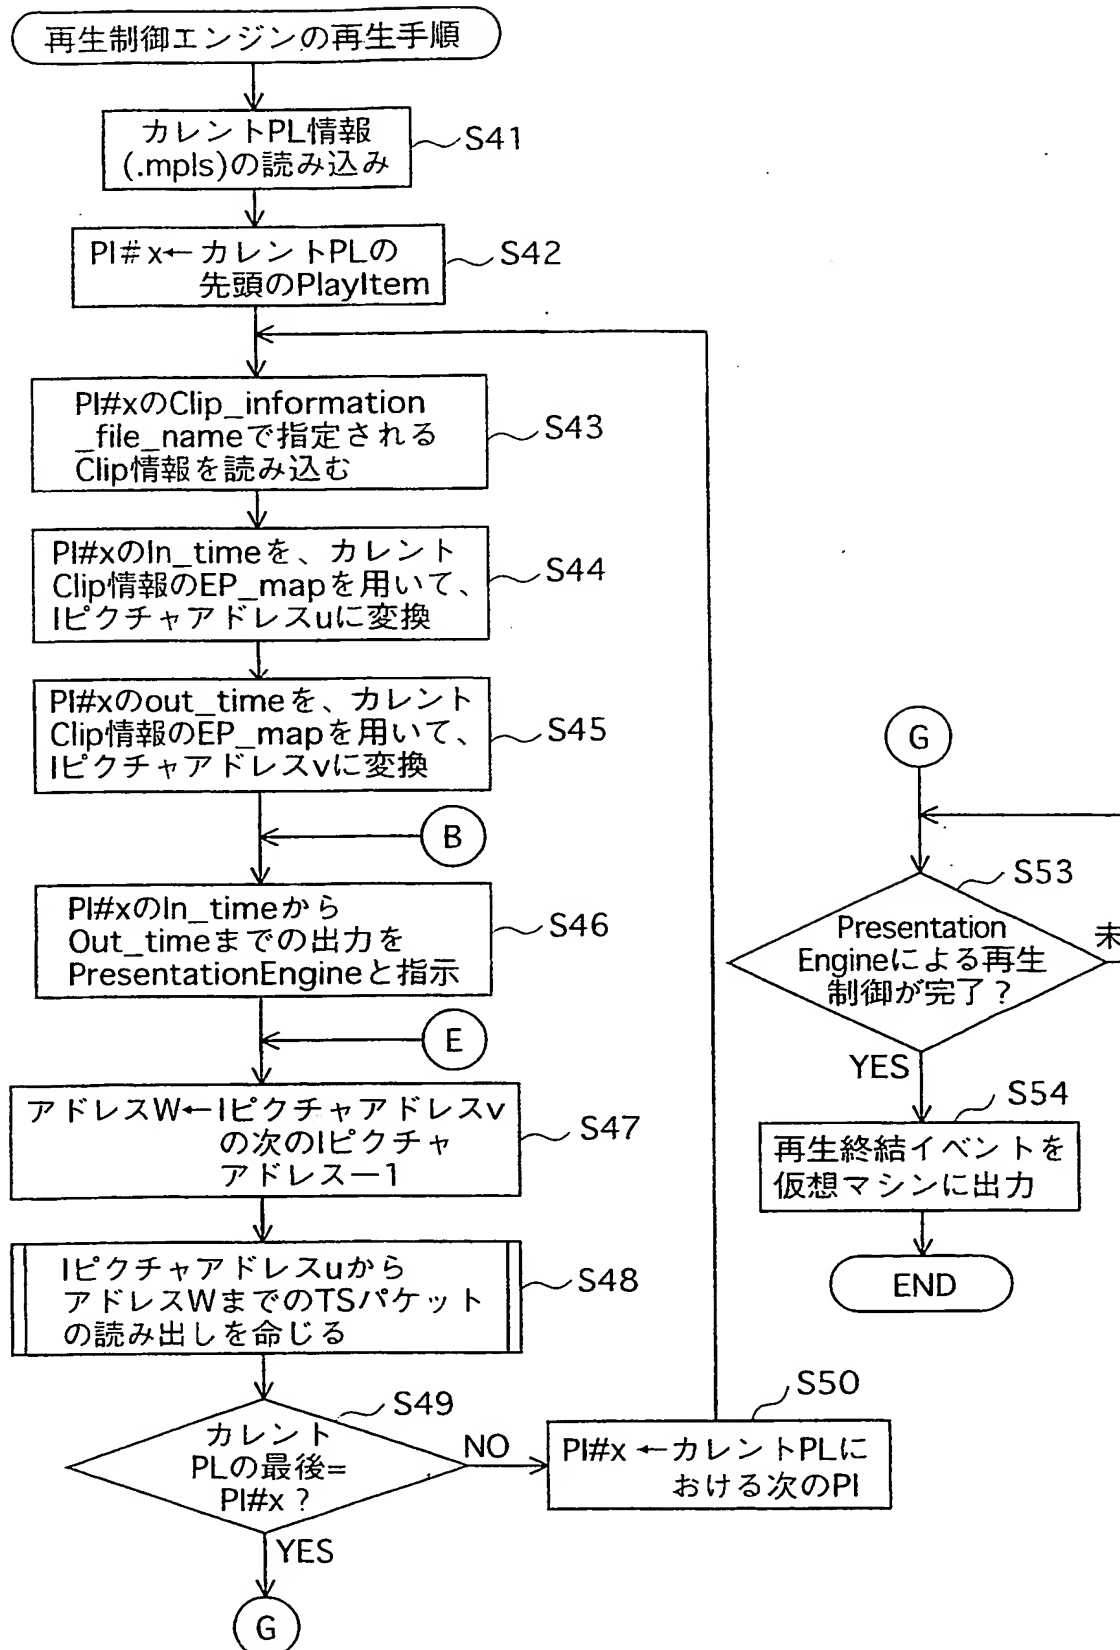 再生制御エンジンの再生手順
カレントPL情報
(.mpls)の読み込み
S41
PI#x←カレントPLの
先頭のPlayItem
S42
PI#xのClip_information
_file_nameで指定される
Clip情報を読み込む
S43
PI#xのIn_timeを、カレント
Clip情報のEP_mapを用いて、
Iピクチャアドレスuに変換
S44
PI#xのout_timeを、カレント
Clip情報のEP_mapを用いて、
Iピクチャアドレスvに変換
S45
B
PI#xのIn_timeから
Out_timeまでの出力を
PresentationEngineと指示
S46
E
アドレスW←Iピクチャアドレスv
の次のIピクチャ
アドレスー1
S47
Iピクチャアドレスuから
アドレスWまでのTSパケット
の読み出しを命じる
S48
カレント
PLの最後=
PI#x?
S49
NO
YES
G
PI#x←カレントPLに
おける次のPI
S50
G
Presentation
Engineによる再生
制御が完了?
S53
未
YES
再生終結イベントを
仮想マシンに出力
S54
END